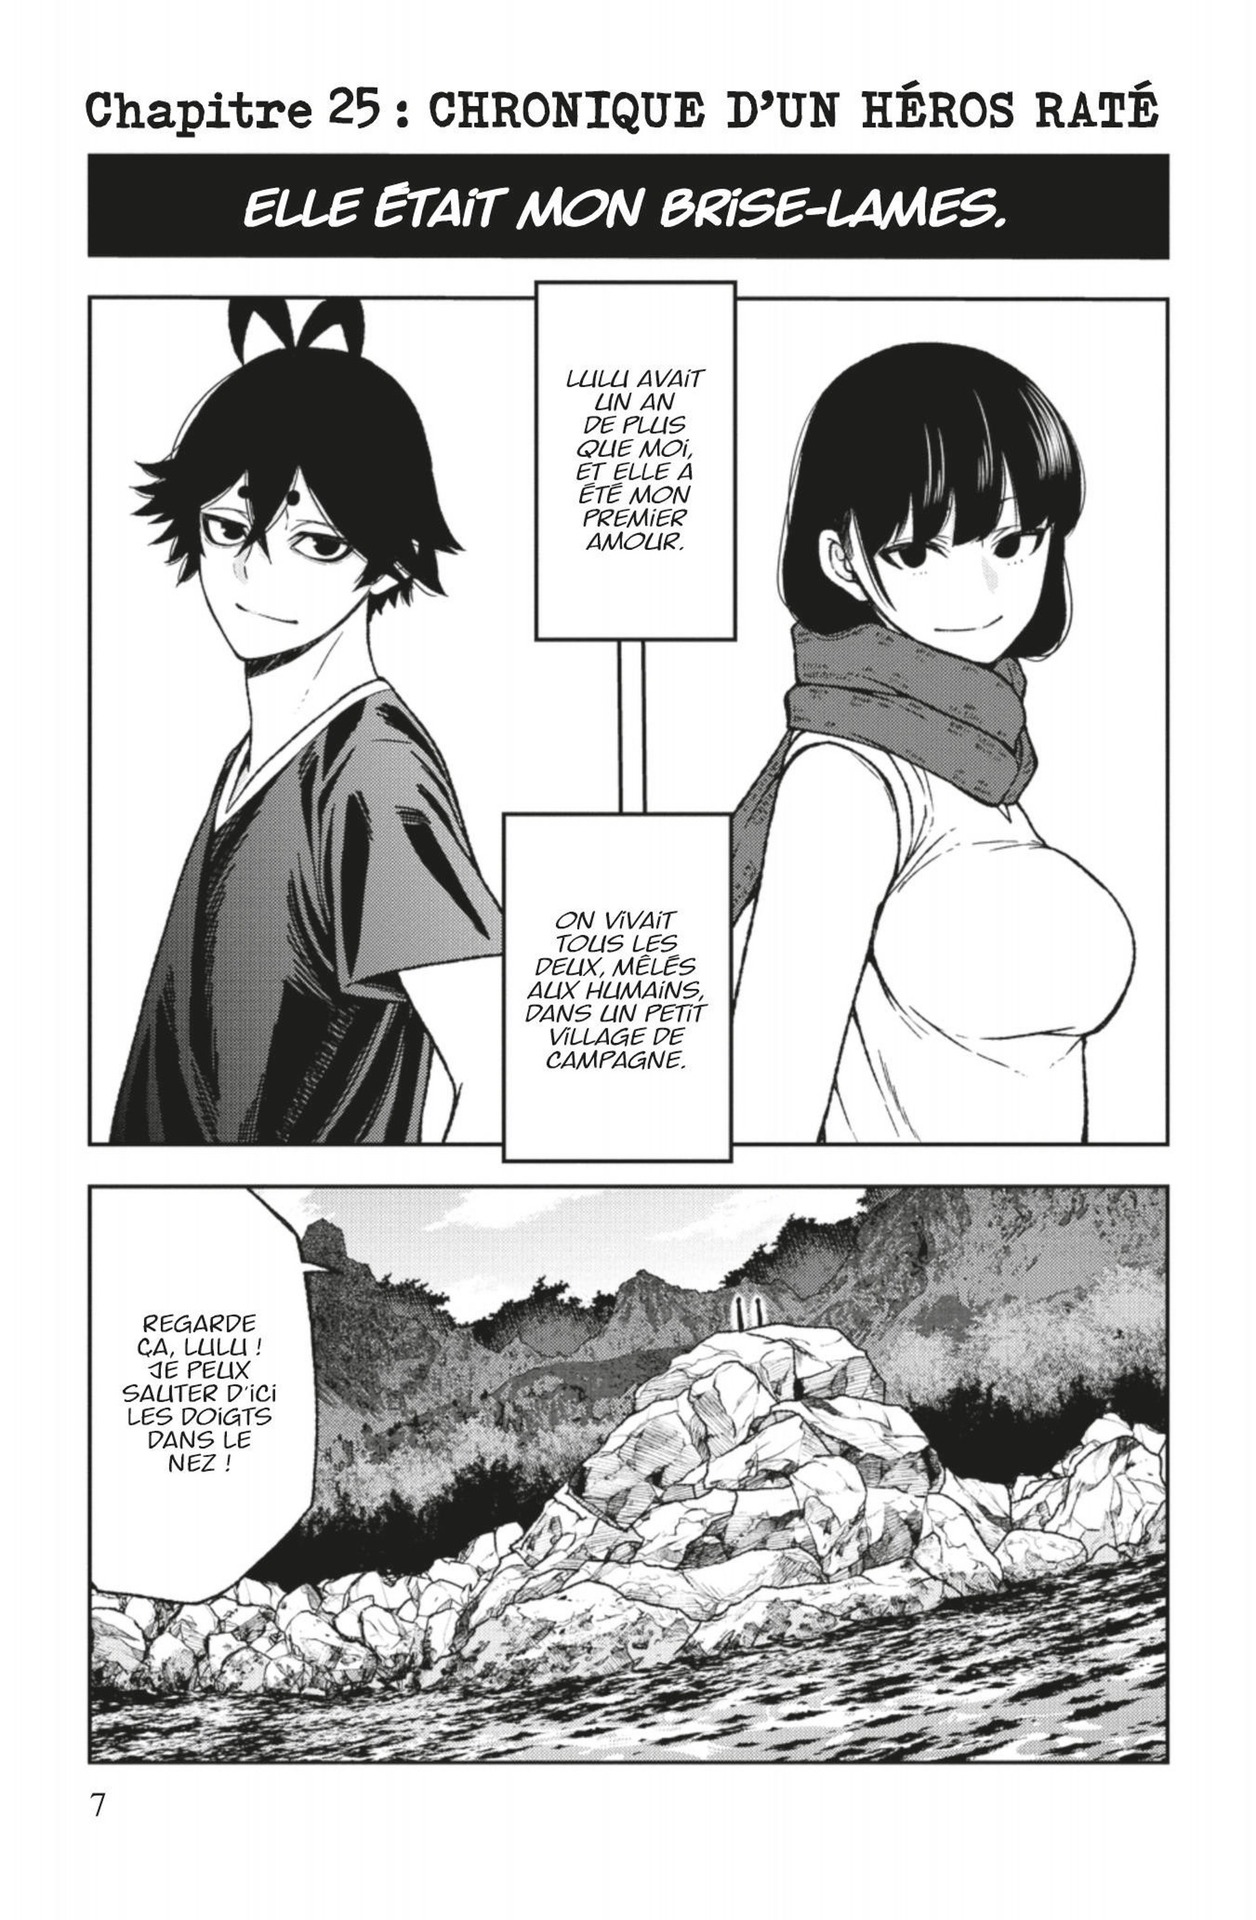 Chapitre 25 : CHRONIQUE D'UN HÉROS RATÉ
ELLE ÉTAIT MON BRISE-LAMES.
LULU AVAIT
UN AN
DE PLUS
QUE MOI,
ET ELLE A
ÉTÉ MON
PREMIER
AMOUR.
ON VIVAIT
TOUS LES
DEUX, MÊLÉS
AUX HUMAINS,
DANS UN PETIT
VILLAGE DE
CAMPAGNE.
REGARDE
ÇA, LULU !
JE PEUX
SAUTER D'ICI
LES DOIGTS
DANS LE
NEZ !
7